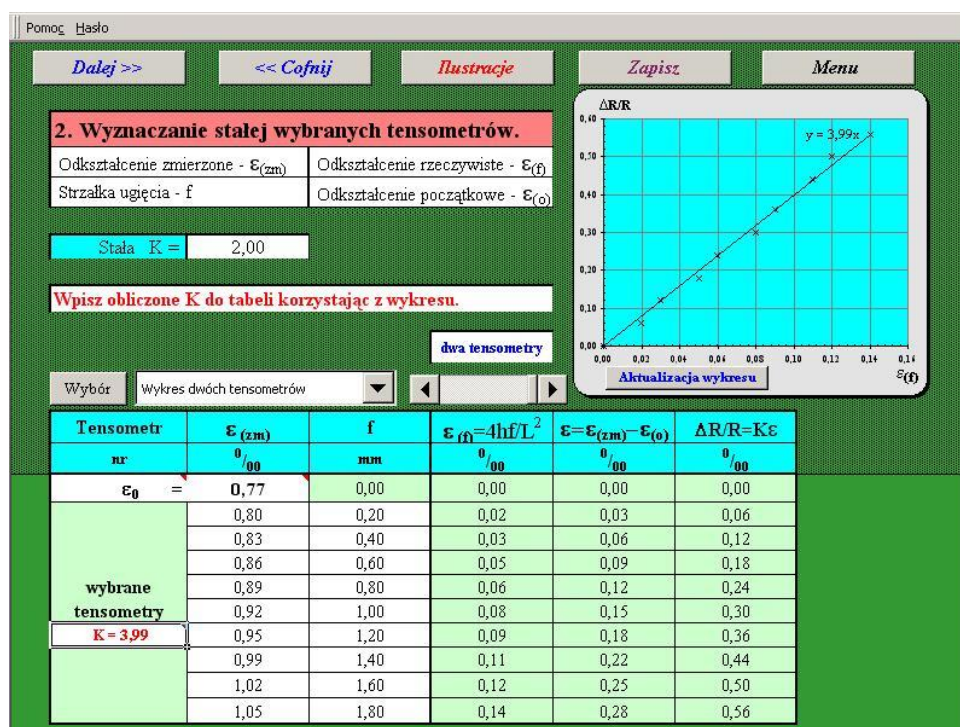 Pomoc Hasło
Dalej >> << Cofnij Ilustracje Zapisz Menu
2. Wyznaczanie stałej wybranych tensometrów.
Odkształcenie zmierzone - ε(zm) Odkształcenie rzeczywiste - ε(f)
Strzałka ugięcia - f Odkształcenie początkowe - ε(o)
Stała K = 2,00
Wpisz obliczone K do tabeli korzystając z wykresu.
dwa tensometry
ΔR/R
y = 3,99x
0,60
0,50
0,40
0,30
0,20
0,10
0,00
0,00 0,02 0,04 0,06 0,08 0,10 0,12 0,14 0,16
ε(f)
Aktualizacja wykresu
Wybór Wykres dwóch tensometrów
Tensometr ε (zm) f ε (f)=4hf/L² ε=ε(zm)−ε(o) ΔR/R=Kε
nr 0/00 mm 0/00 0/00 0/00
ε0 = 0,77 0,00 0,00 0,00 0,00
0,80 0,20 0,02 0,03 0,06
0,83 0,40 0,03 0,06 0,12
0,86 0,60 0,05 0,09 0,18
wybrane 0,89 0,80 0,06 0,12 0,24
tensometry 0,92 1,00 0,08 0,15 0,30
K = 3,99 0,95 1,20 0,09 0,18 0,36
0,99 1,40 0,11 0,22 0,44
1,02 1,60 0,12 0,25 0,50
1,05 1,80 0,14 0,28 0,56